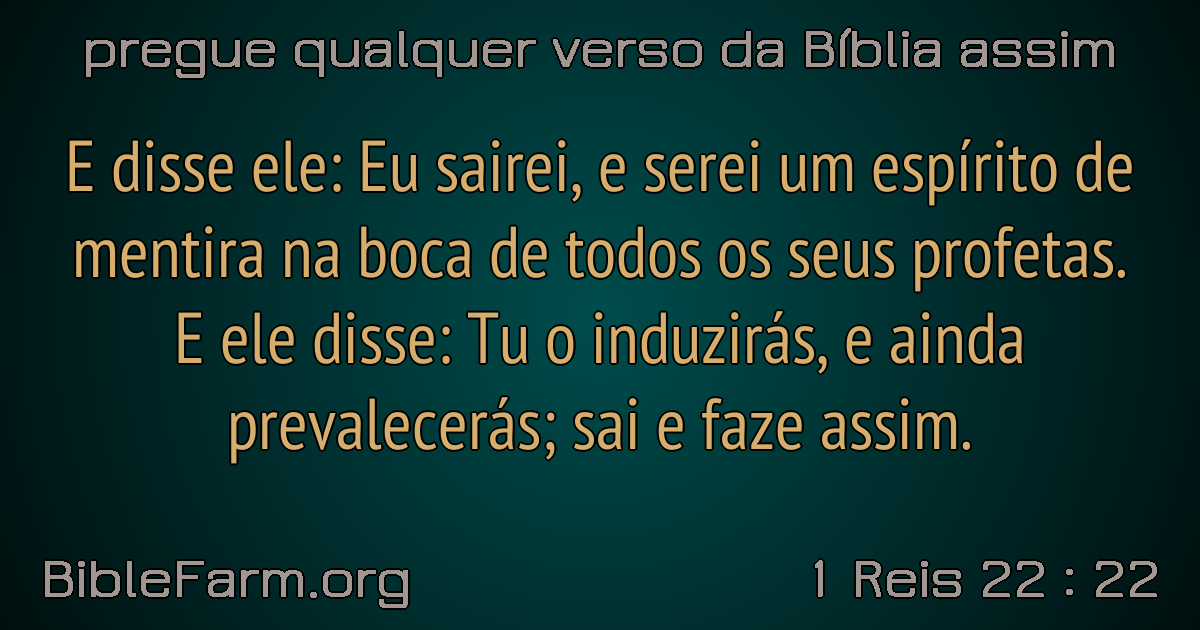 pregue qualquer verso da Bíblia assim
E disse ele: Eu sairei, e serei um espírito de
mentira na boca de todos os seus profetas.
E ele disse: Tu o induzirás, e ainda
prevalecerás; sai e faze assim.
BibleFarm.org
1 Reis 22 : 22